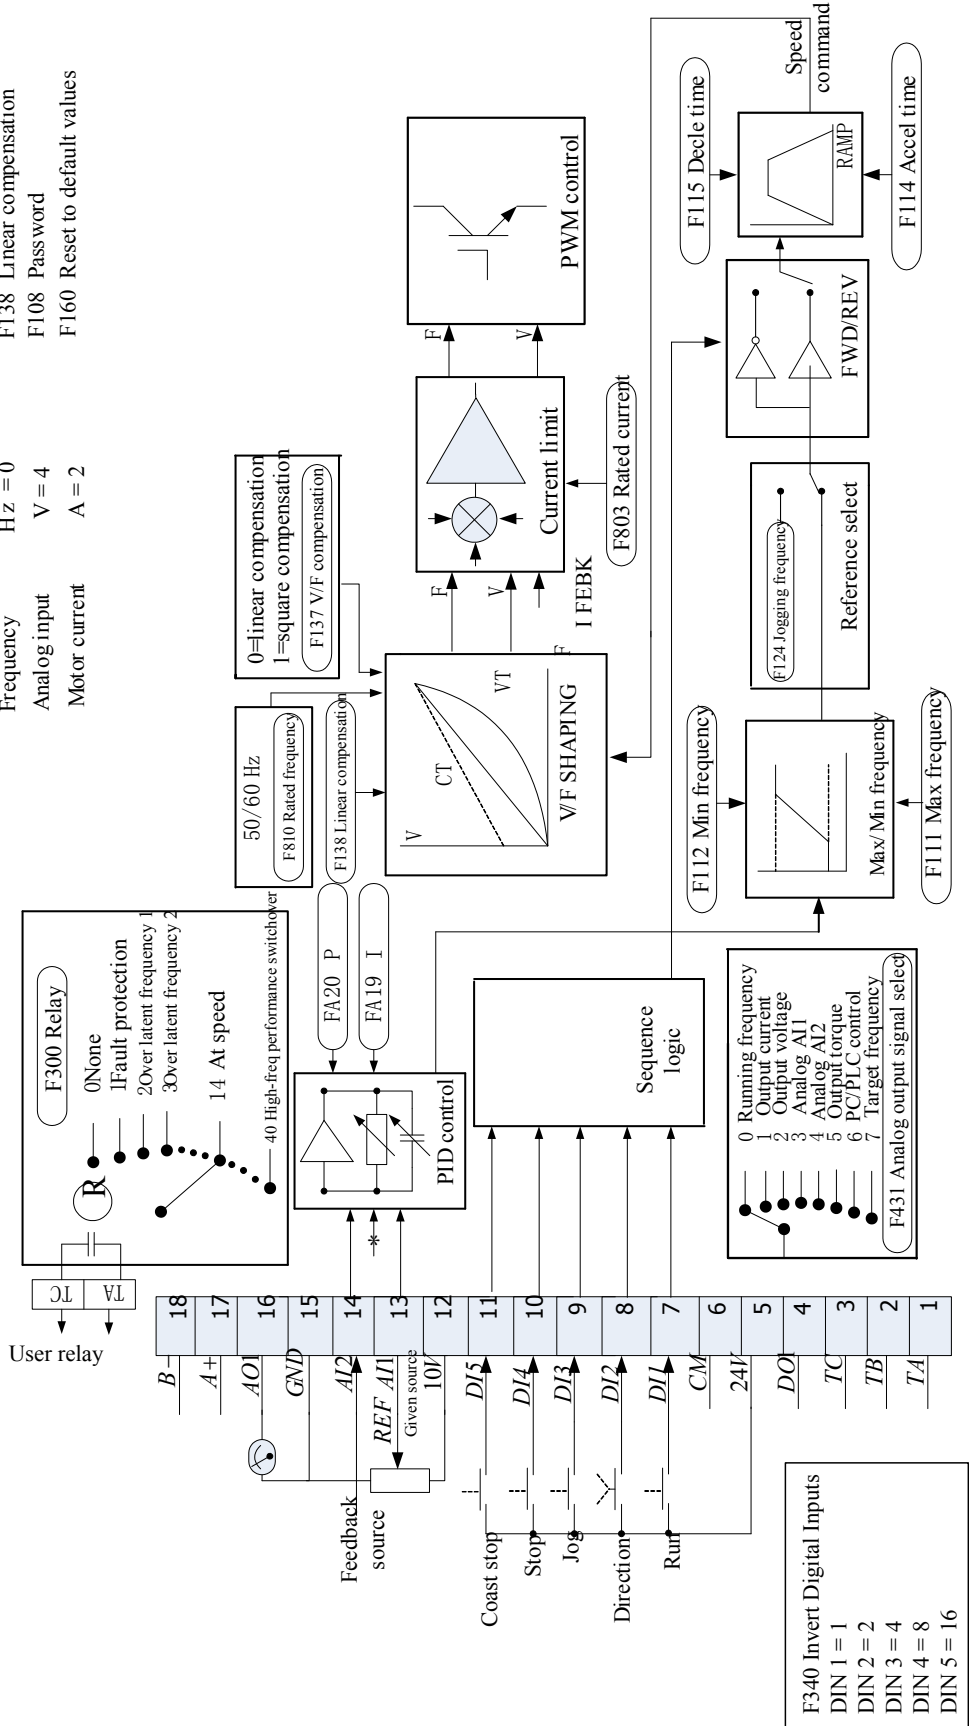 F138 Linear compensation
F108 Password
F160 Reset to default values
Frequency Hz = 0
Analog input V = 4
Motor current A = 2
PWM control
F
V
Current limit
F
V
I FEBK
F803 Rated current
0=linear compensation
1=square compensation
F137 V/F compensation
50/60 Hz
F810 Rated frequency
F138 Linear compensation
V
CT
VT
F
V/F SHAPING
Speed
command
F115 Decle time
RAMP
F114 Accel time
FWD/REV
F124 Jogging frequency
Reference select
F112 Min frequency
Max/Min frequency
F111 Max frequency
F300 Relay
R
0None
1Fault protection
2Over latent frequency 1
3Over latent frequency 2
14 At speed
40 High-freq performance switchover
TC
TA
User relay
FA20 P
FA19 I
PID control
*
Sequence
logic
0 Running frequency
1 Output current
2 Output voltage
3 Analog AI1
4 Analog AI2
5 Output torque
6 PC/PLC control
7 Target frequency
F431 Analog output signal select
B- 18
A+ 17
AO1 16
GND 15
AI2 14
REF AI1 13
Given source
10V 12
DI5 11
DI4 10
DI3 9
DI2 8
DI1 7
CM 6
24V 5
DO1 4
TC 3
TB 2
TA 1
Feedback
source
Coast stop
Stop
Jog
Direction
Run
F340 Invert Digital Inputs
DIN 1 = 1
DIN 2 = 2
DIN 3 = 4
DIN 4 = 8
DIN 5 = 16